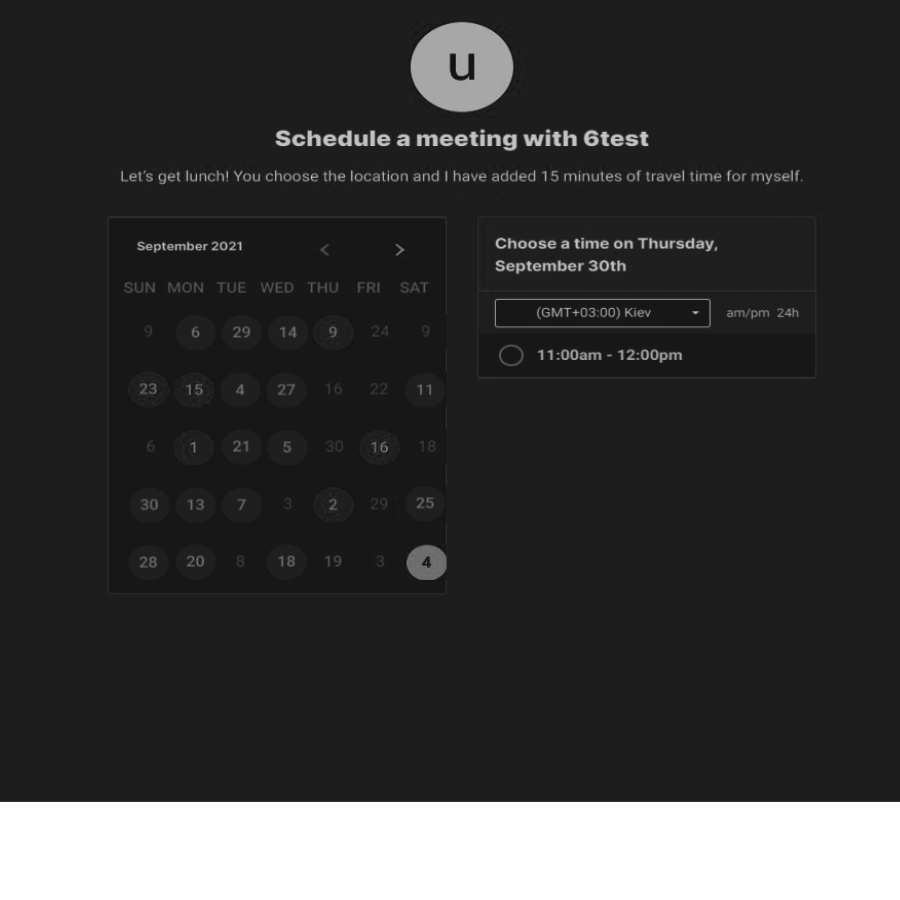 u
Schedule a meeting with 6test
Let's get lunch! You choose the location and I have added 15 minutes of travel time for myself.
September 2021 < >
SUN MON TUE WED THU FRI SAT
9 6 29 14 9 24 9
23 15 4 27 16 22 11
6 1 21 5 30 16 18
30 13 7 3 2 29 25
28 20 8 18 19 3 4
Choose a time on Thursday,
September 30th
(GMT+03:00) Kiev am/pm 24h
11:00am - 12:00pm